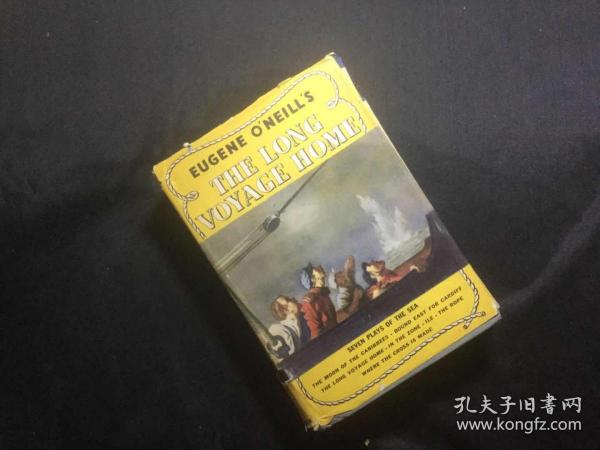 EUGENE O'NEILL'S
THE LONG
VOYAGE HOME
SEVEN PLAYS OF THE SEA
THE MOON OF THE CARIBBEES · BOUND EAST FOR CARDIFF
THE LONG VOYAGE HOME · IN THE ZONE · ILE · THE ROPE
WHERE THE CROSS IS MADE
孔夫子旧书网
www.kongfz.com